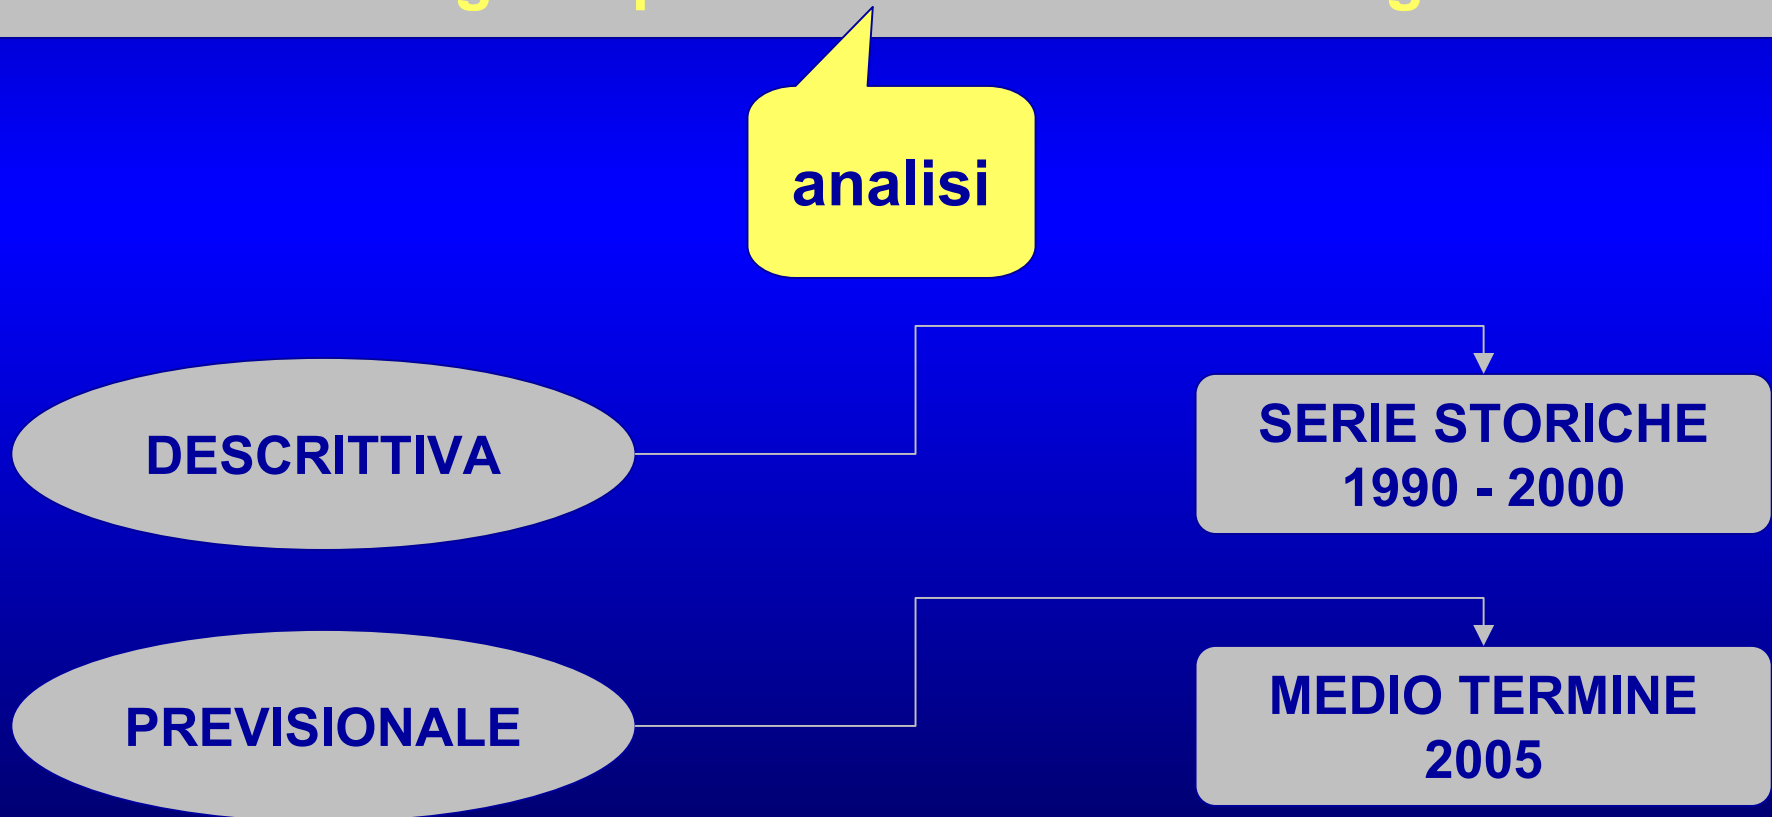 analisi
DESCRITTIVA
SERIE STORICHE
1990 - 2000
PREVISIONALE
MEDIO TERMINE
2005